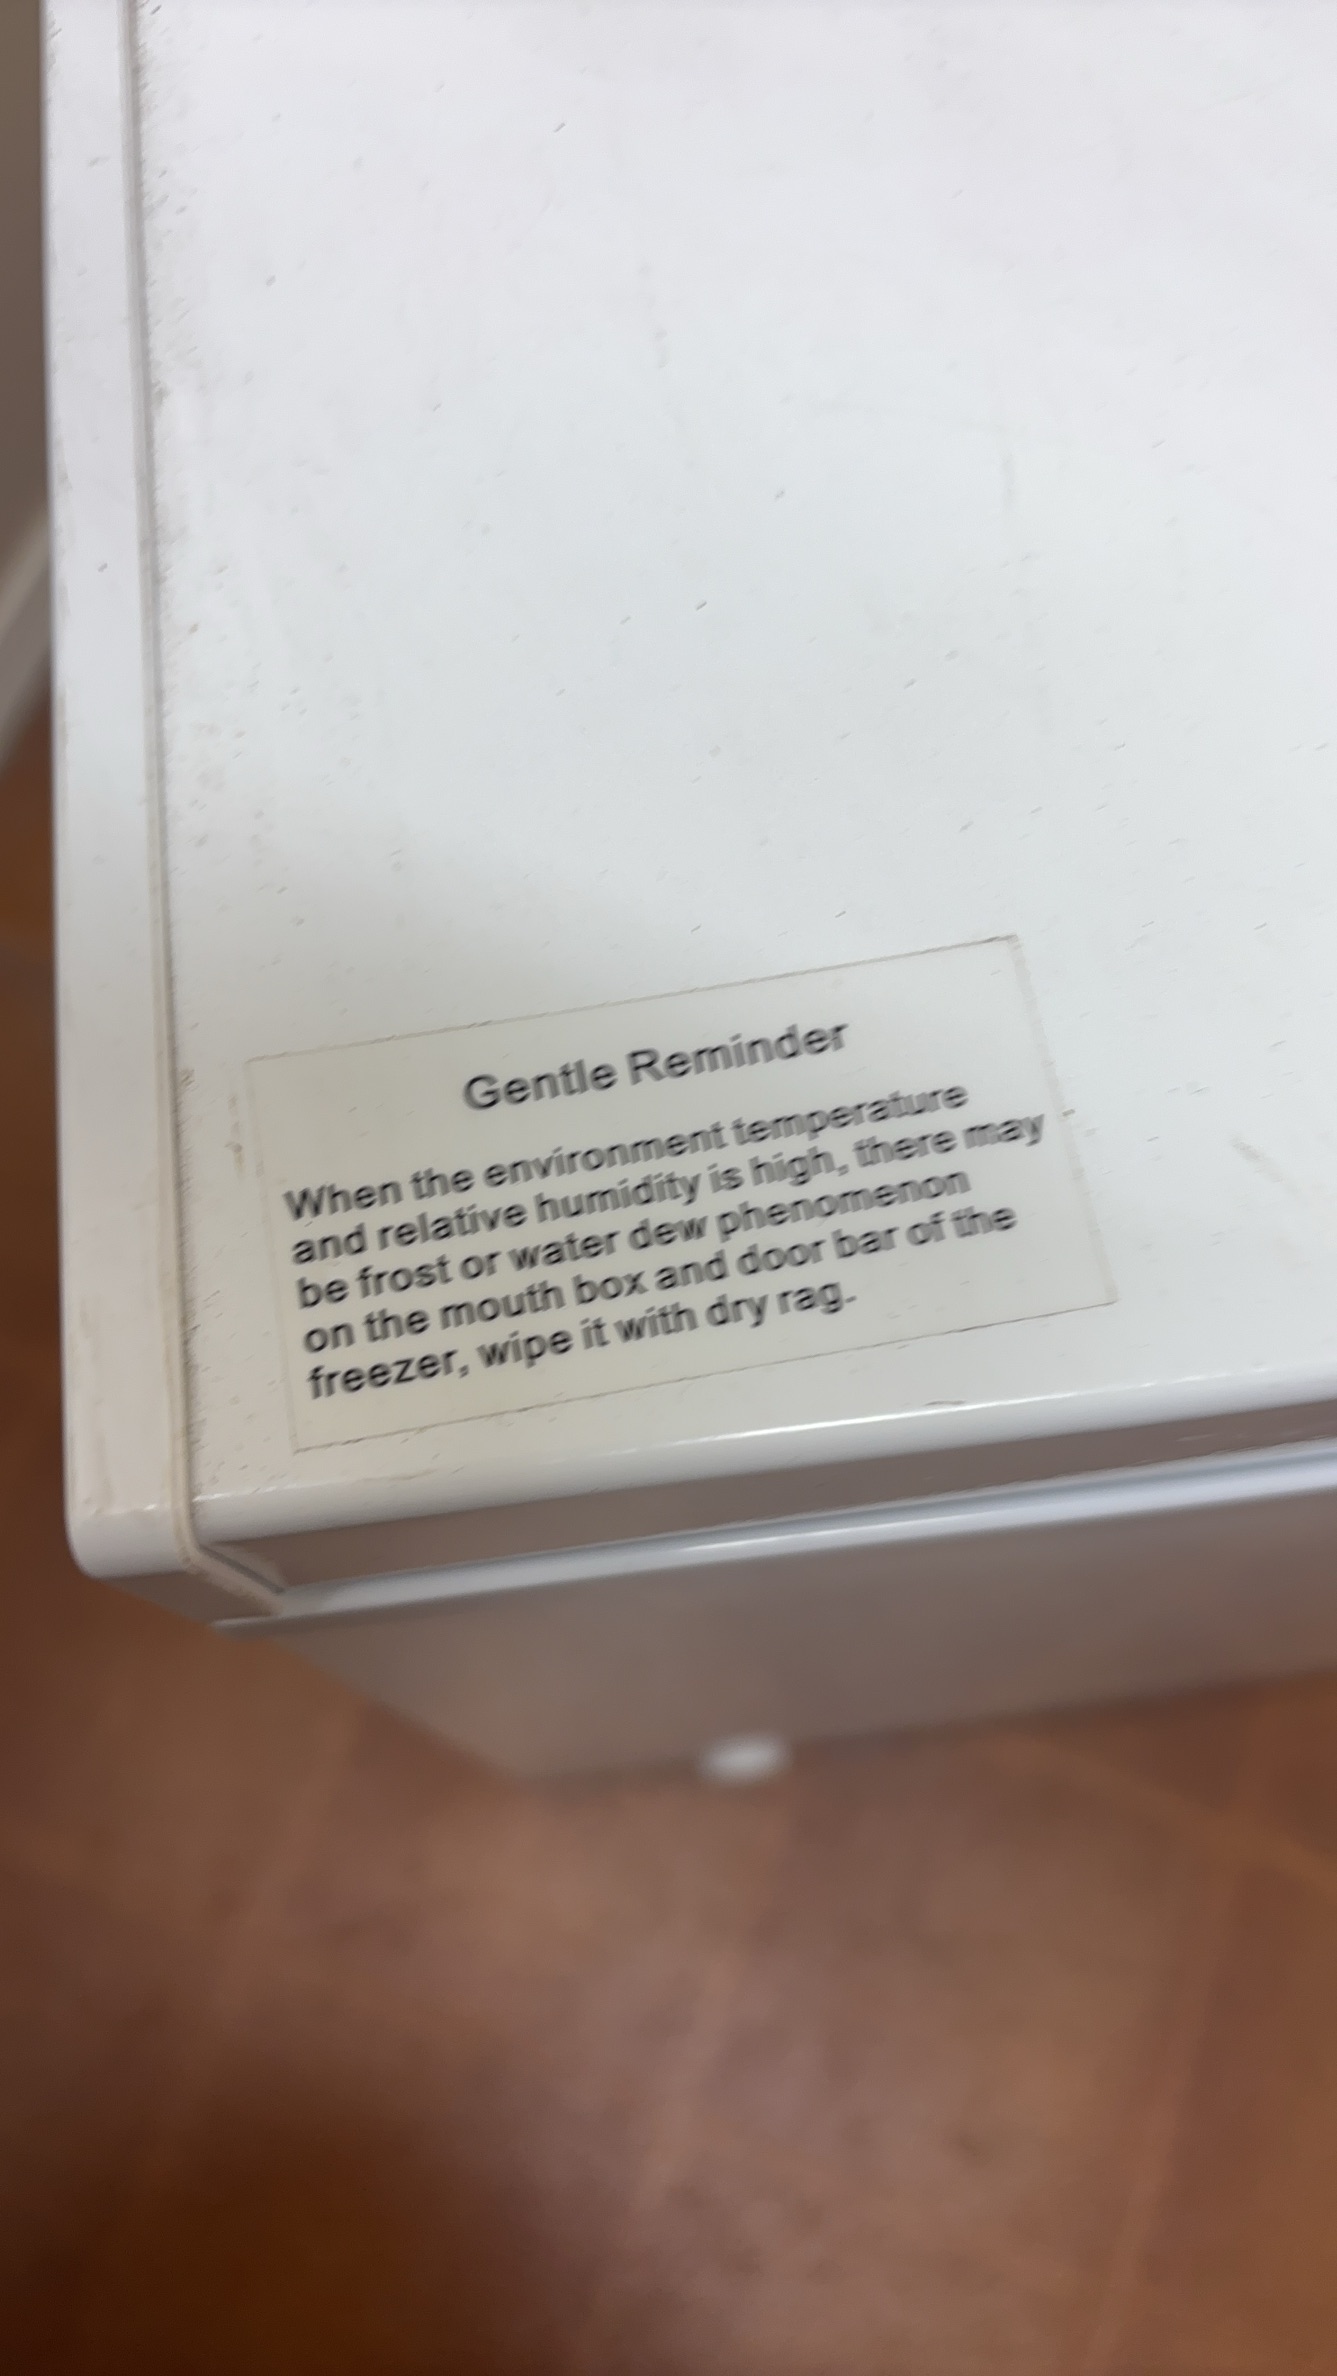 Gentle Reminder
When the environment temperature
and relative humidity is high, there may
be frost or water dew phenomenon
on the mouth box and door bar of the
freezer, wipe it with dry rag.